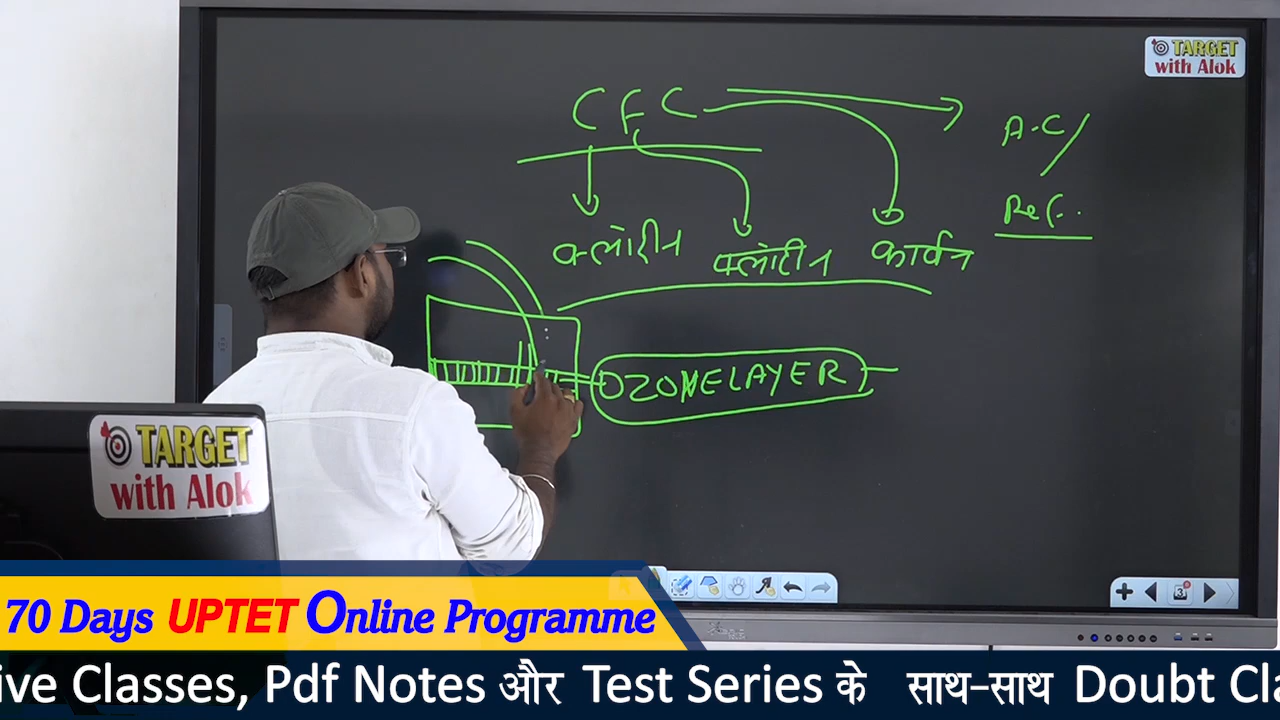 TARGET
with Alok
CFC
A.C/
Ref..
क्लोरीन
फ्लोरीन
कार्बन
OZONELAYER
TARGET
with Alok
70 Days UPTET Online Programme
ive Classes, Pdf Notes और Test Series के साथ-साथ Doubt Cla